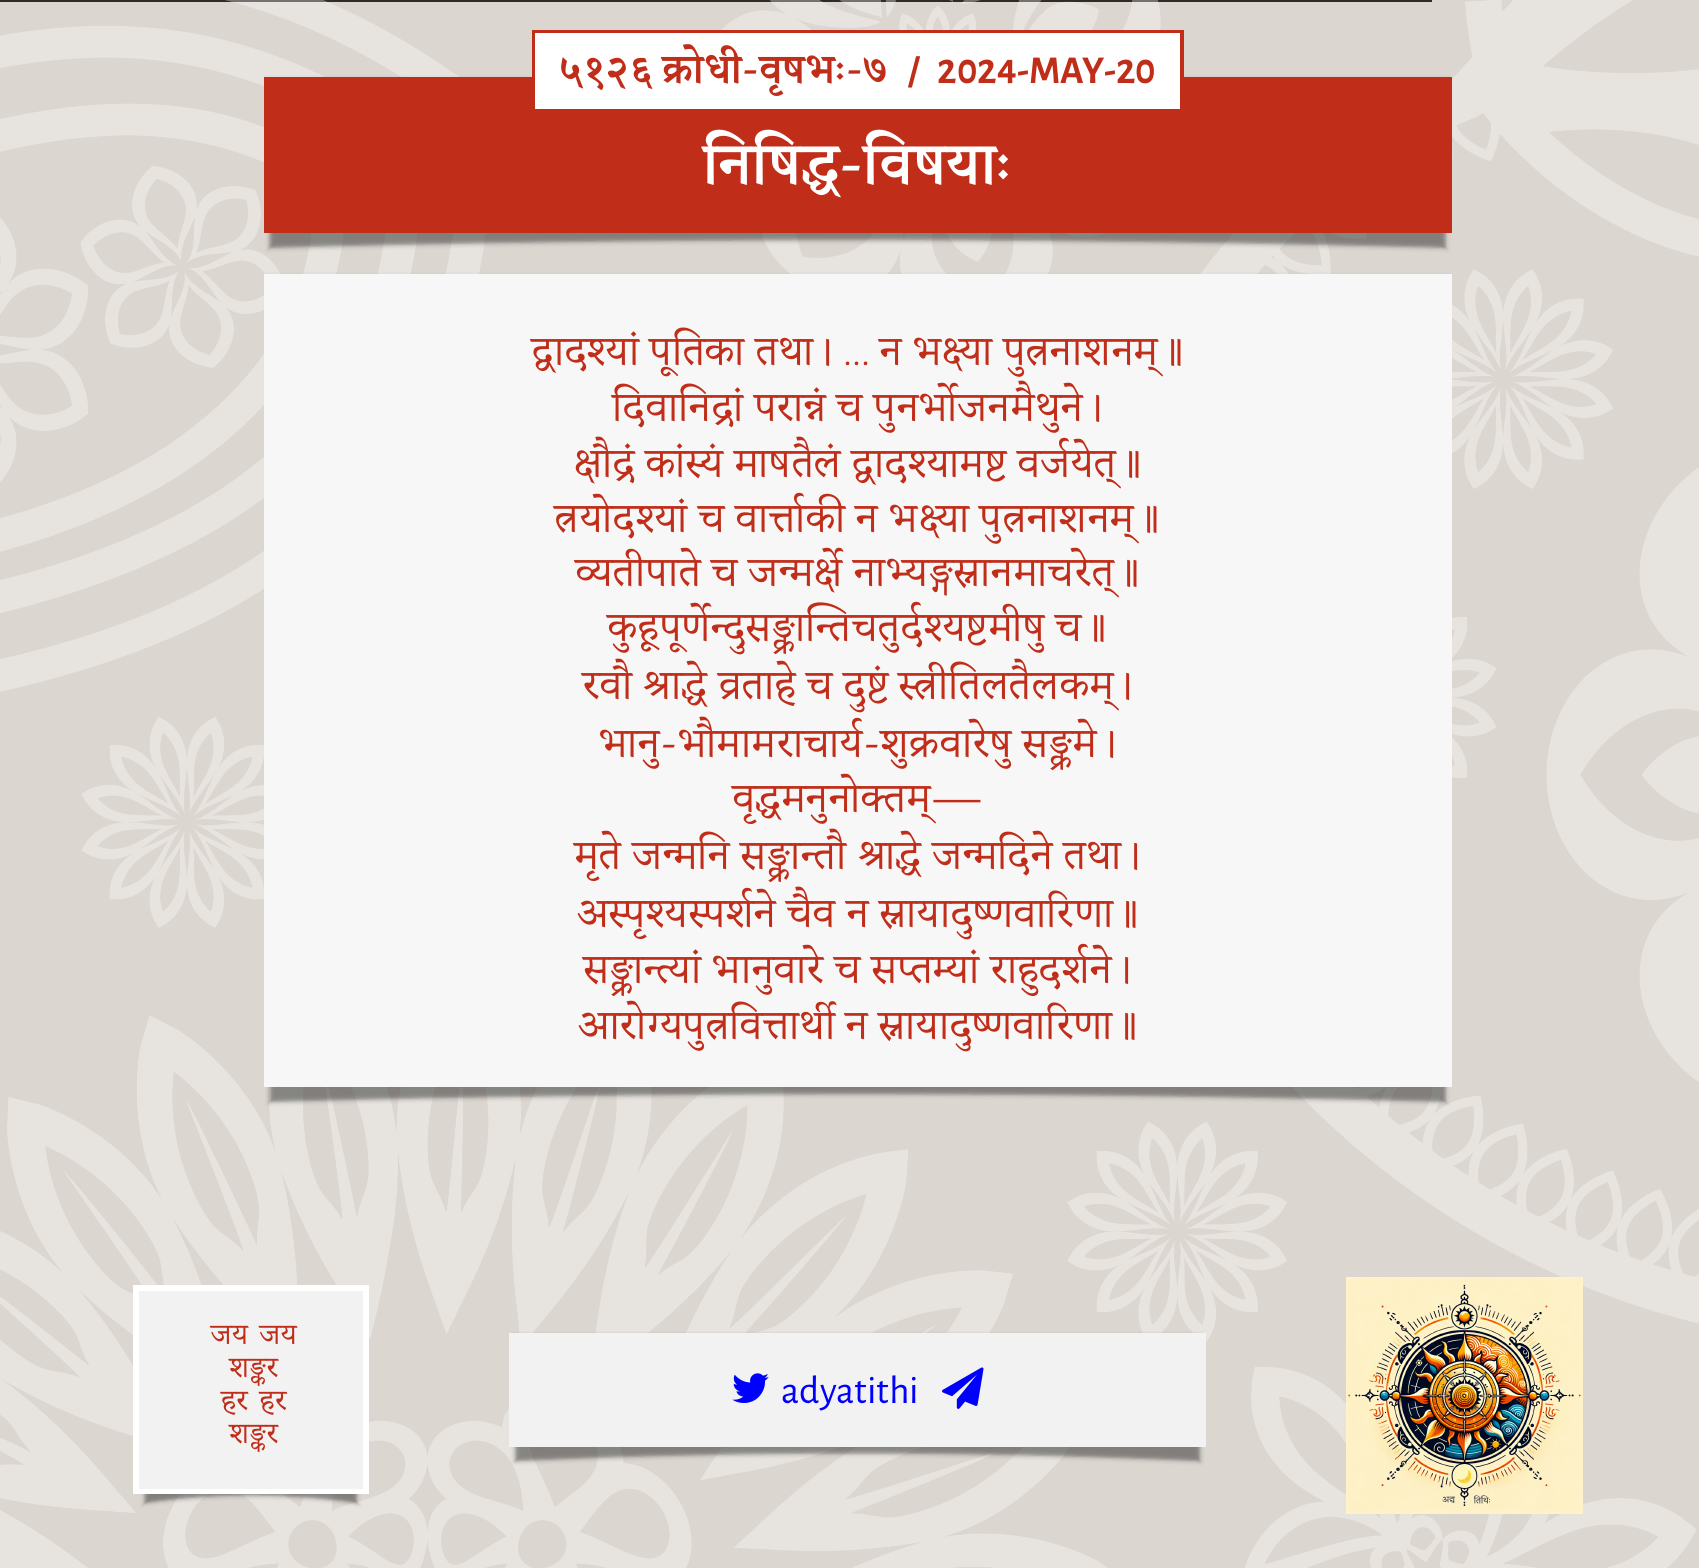 ५१२६ क्रोधी-वृषभः-७ / 2024-MAY-20
निषिद्ध-विषयाः
द्वादश्यां पूतिका तथा। ... न भक्ष्या पुत्रनाशनम्॥
दिवानिद्रां परान्नं च पुनर्भोजनमैथुने।
क्षौद्रं कांस्यं माषतैलं द्वादश्यामष्ट वर्जयेत्॥
त्रयोदश्यां च वार्त्ताकी न भक्ष्या पुत्रनाशनम्॥
व्यतीपाते च जन्मर्क्षे नाभ्यङ्गस्नानमाचरेत्॥
कुहूपूर्णेन्दुसङ्क्रान्तिचतुर्दश्यष्टमीषु च॥
रवौ श्राद्धे व्रताहे च दुष्टं स्त्रीतिलतैलकम्।
भानु-भौमामराचार्य-शुक्रवारेषु सङ्क्रमे।
वृद्धमनुनोक्तम्—
मृते जन्मनि सङ्क्रान्तौ श्राद्धे जन्मदिने तथा।
अस्पृश्यस्पर्शने चैव न स्नायादुष्णवारिणा॥
सङ्क्रान्त्यां भानुवारे च सप्तम्यां राहुदर्शने।
आरोग्यपुत्रवित्तार्थी न स्नायादुष्णवारिणा॥
जय जय
शङ्कर
हर हर
शङ्कर
adyatithi
अद्य तिथिः